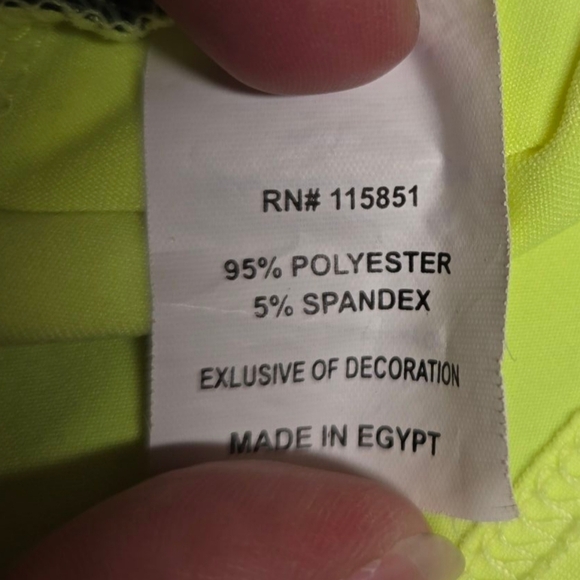 RN# 115851
95% POLYESTER
5% SPANDEX
EXLUSIVE OF DECORATION
MADE IN EGYPT